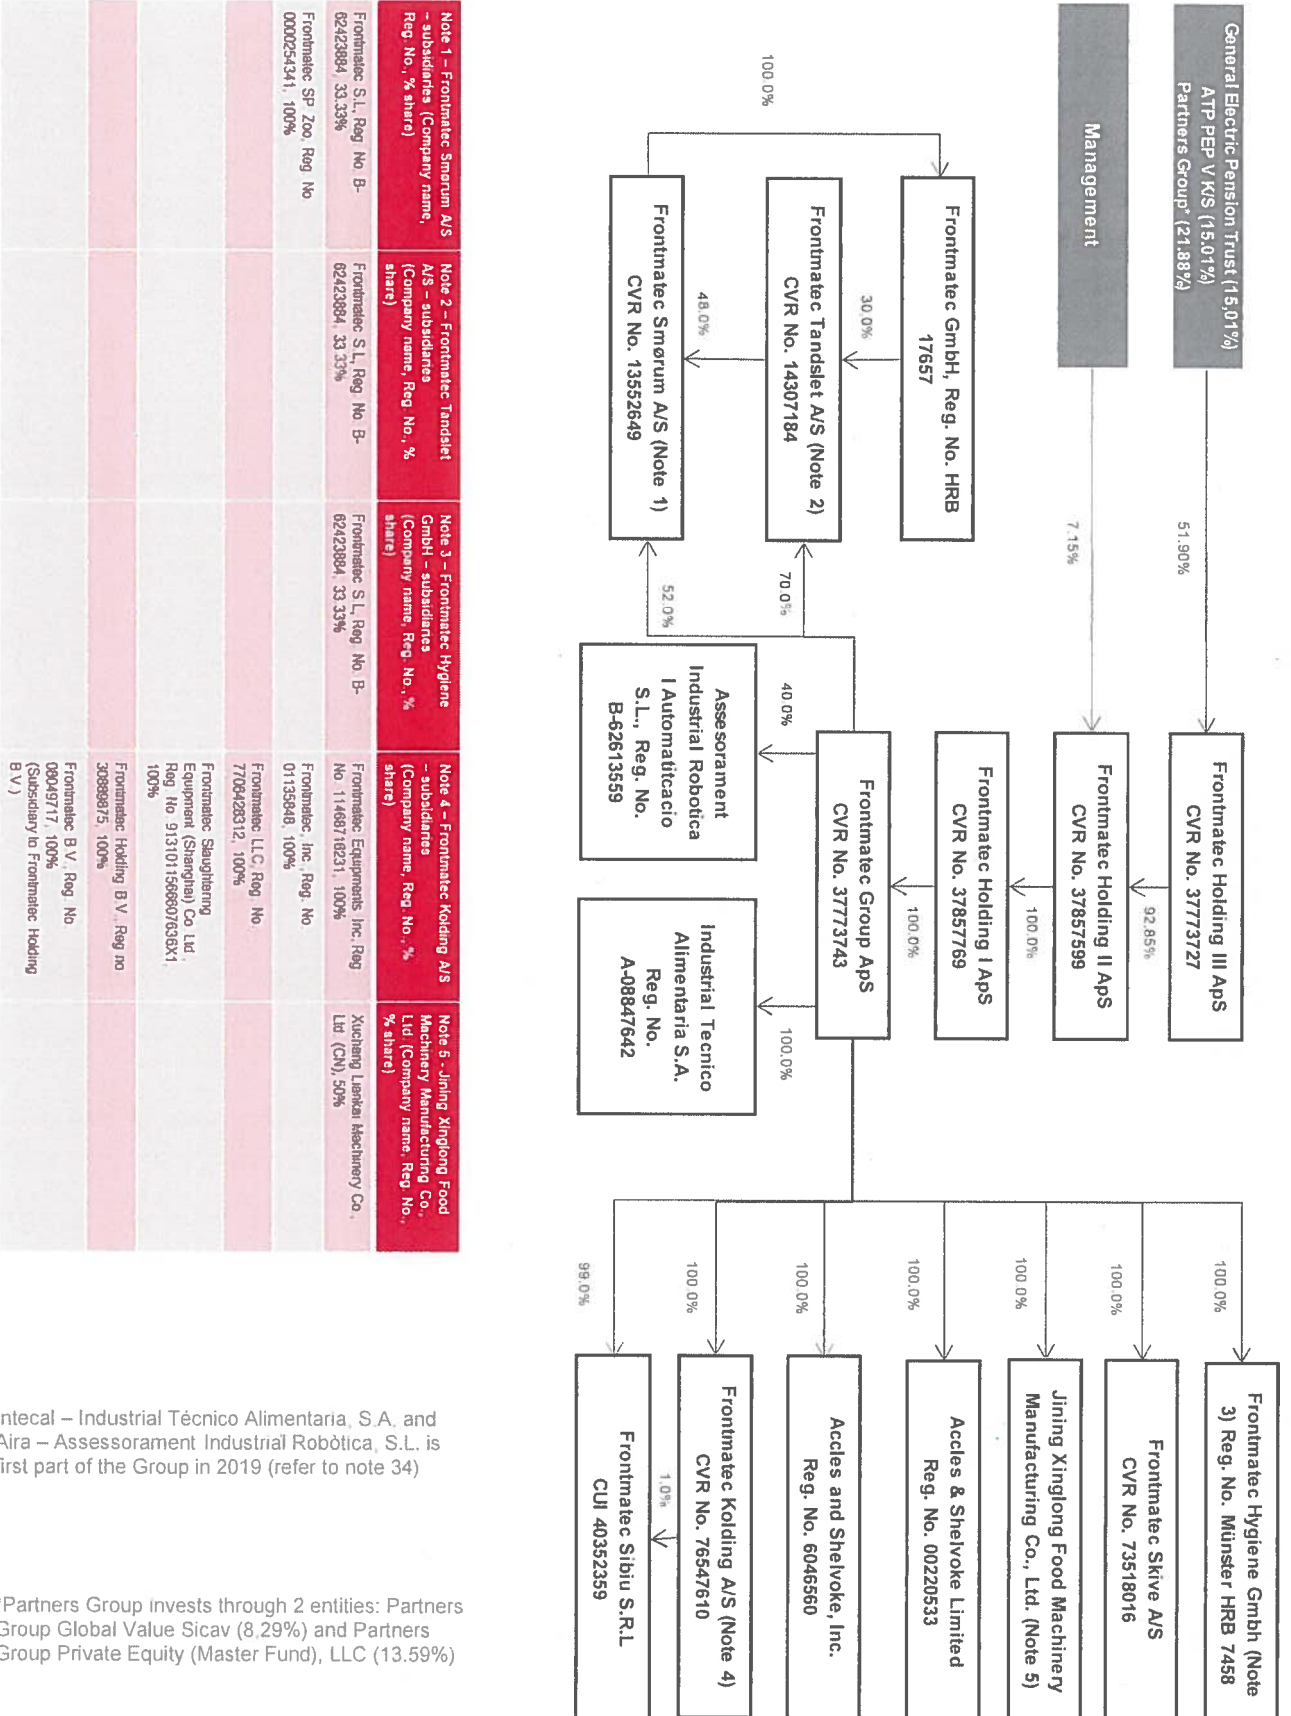 General Electric Pension Trust (15,01%)
ATP PEP V K/S (15.01%)
Partners Group* (21.88%)
51.90%
Frontmatec Holding III ApS
CVR No. 37773727
92.85%
Management
7.15%
Frontmatec Holding II ApS
CVR No. 37857599
100.0%
Frontmatec Holding I ApS
CVR No. 37857769
100.0%
Frontmatec Group ApS
CVR No. 37773743
Frontmatec GmbH, Reg. No. HRB
17657
30.0%
70.0%
Frontmatec Tandslet A/S (Note 2)
CVR No. 14307184
48.0%
52.0%
Frontmatec Smørum A/S (Note 1)
CVR No. 13552649
100.0%
40.0%
Assesorament
Industrial Robotica
I Automatitcacio
S.L., Reg. No.
B-62613559
100.0%
Industrial Tecnico
Alimentaria S.A.
Reg. No.
A-08847642
100.0%
Frontmatec Hygiene Gmbh (Note
3) Reg. No. Münster HRB 7458
100.0%
Frontmatec Skive A/S
CVR No. 73518016
100.0%
Jining Xinglong Food Machinery
Manufacturing Co., Ltd. (Note 5)
100.0%
Accles & Shelvoke Limited
Reg. No. 00220533
100.0%
Accles and Shelvoke, Inc.
Reg. No. 6046560
100.0%
Frontmatec Kolding A/S (Note 4)
CVR No. 76547610
1.0%
99.0%
Frontmatec Sibiu S.R.L
CUI 40352359
Note 1 – Frontmatec Smørum A/S
– subsidiaries (Company name,
Reg. No., % share)
Note 2 – Frontmatec Tandslet
A/S – subsidiaries
(Company name, Reg. No., %
share)
Note 3 – Frontmatec Hygiene
GmbH – subsidiaries
(Company name, Reg. No., %
share)
Note 4 – Frontmatec Kolding A/S
– subsidiaries
(Company name, Reg. No., %
share)
Note 5 - Jining Xinglong Food
Machinery Manufacturing Co.,
Ltd. (Company name, Reg. No.,
% share)
Frontmatec S.L, Reg. No. B-
62423884, 33.33%
Frontmatec S.L, Reg. No. B-
62423884, 33.33%
Frontmatec S.L, Reg. No. B-
62423884, 33.33%
Frontmatec Equipments Inc, Reg
No. 11468716231, 100%
Xuchang Liankai Machinery Co.,
Ltd. (CN), 50%
Frontmatec SP. Zoo, Reg. No.
0000254341, 100%
Frontmatec, Inc., Reg. No.
01135848, 100%
Frontmatec LLC, Reg. No.
7706428312, 100%
Frontmatec Slaughtering
Equipment (Shanghai) Co Ltd.,
Reg. No. 913101156607636X1,
100%
Frontmatec Holding B.V., Reg no
30889875, 100%
Frontmatec B.V., Reg. No.
08049717, 100%
(Subsidiary to Frontmatec Holding
B.V.)
ntecal – Industrial Técnico Alimentaria, S.A. and
Aira – Assessorament Industrial Robòtica, S.L. is
first part of the Group in 2019 (refer to note 34)
*Partners Group invests through 2 entities: Partners
Group Global Value Sicav (8,29%) and Partners
Group Private Equity (Master Fund), LLC (13.59%)